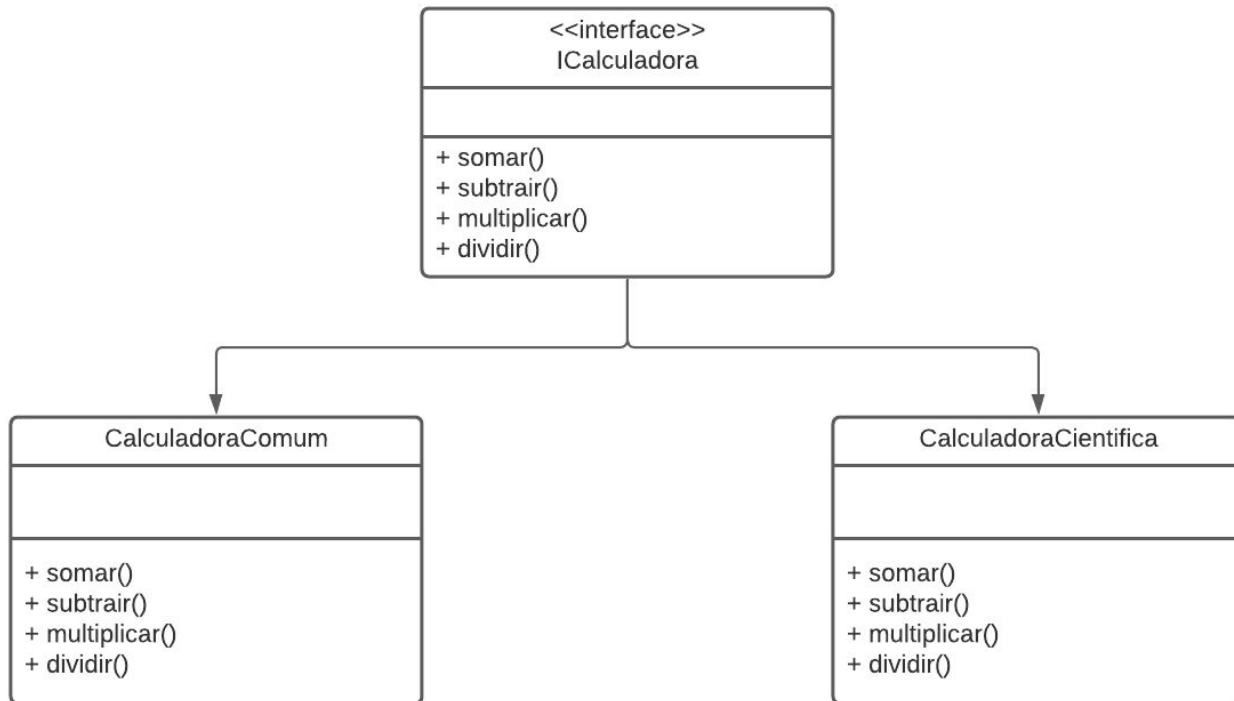 <<interface>>
ICalculadora
+ somar()
+ subtrair()
+ multiplicar()
+ dividir()
CalculadoraComum
+ somar()
+ subtrair()
+ multiplicar()
+ dividir()
CalculadoraCientifica
+ somar()
+ subtrair()
+ multiplicar()
+ dividir()